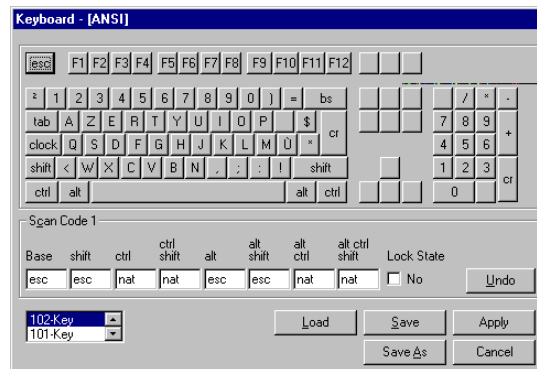 Keyboard - [ANSI]
esc F1 F2 F3 F4 F5 F6 F7 F8 F9 F10 F11 F12
² 1 2 3 4 5 6 7 8 9 0 ) = bs / * -
tab A Z E R T Y U I O P $ cr 7 8 9 +
clock Q S D F G H J K L M Ù * 4 5 6
shift < W X C V B N , ; : ! shift 1 2 3 cr
ctrl alt alt ctrl 0
Scan Code 1
Base shift ctrl ctrl shift alt alt shift alt ctrl alt ctrl shift Lock State
esc esc nat nat esc esc nat nat No Undo
102-Key Load Save Apply
101-Key
Save As Cancel